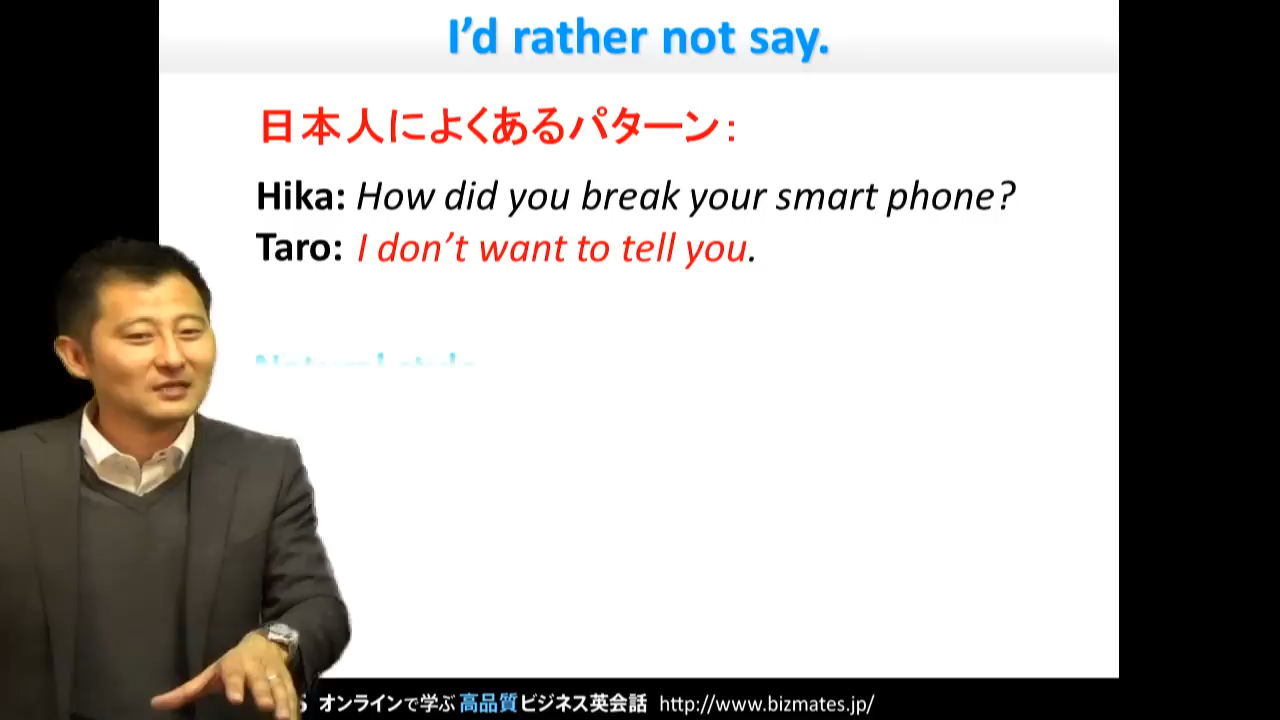 I'd rather not say.
日本人によくあるパターン：
Hika: How did you break your smart phone?
Taro: I don't want to tell you.
オンラインで学ぶ 高品質 ビジネス英会話 http://www.bizmates.jp/